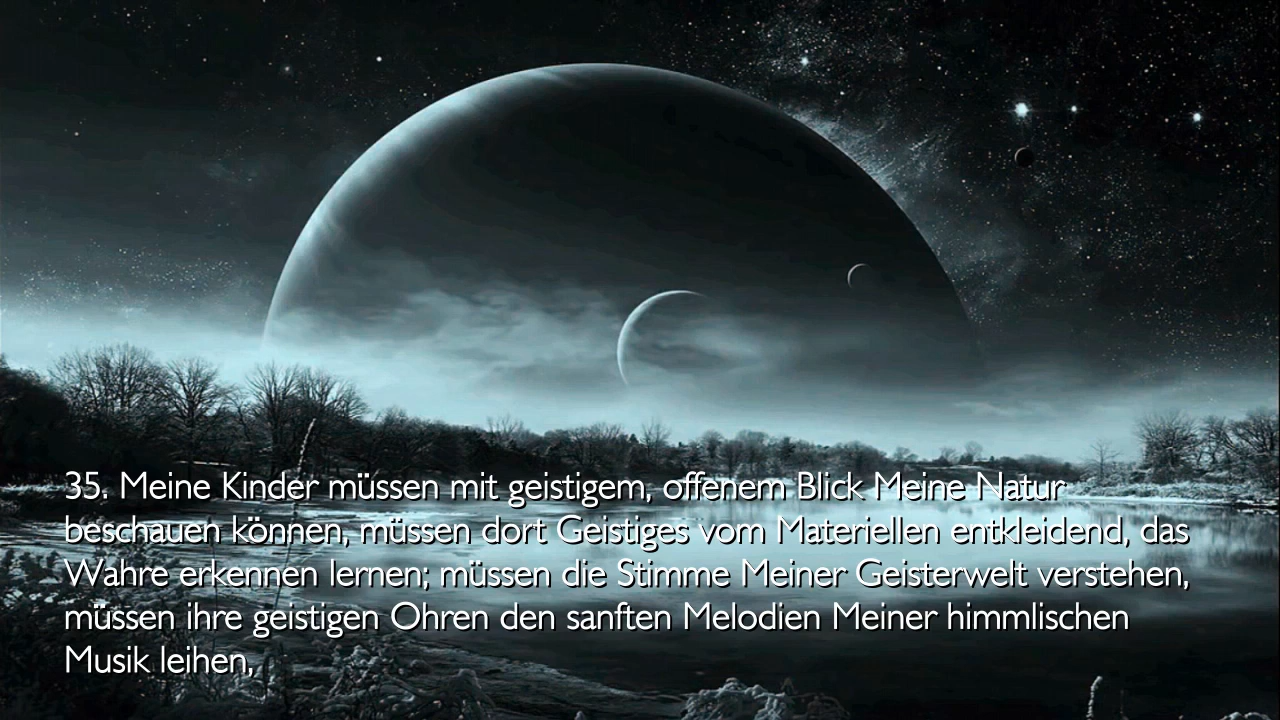 35. Meine Kinder müssen mit geistigem, offenem Blick Meine Natur
beschauen können, müssen dort Geistiges vom Materiellen entkleidend, das
Wahre erkennen lernen; müssen die Stimme Meiner Geisterwelt verstehen,
müssen ihre geistigen Ohren den sanften Melodien Meiner himmlischen
Musik leihen,